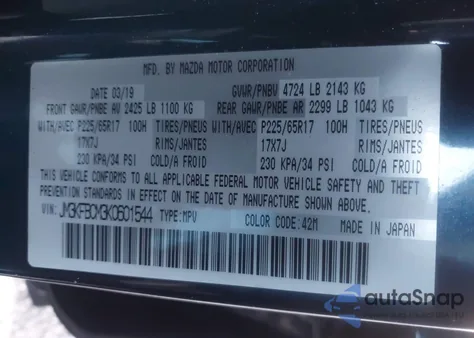 MFD. BY MAZDA MOTOR CORPORATION
DATE 03/19 GVWR/PNBV 4724 LB 2143 KG
FRONT GAWR/PNBE AV 2425 LB 1100 KG REAR GAWR/PNBE AR 2299 LB 1043 KG
WITH/AVEC P225/65R17 100H TIRES/PNEUS WITH/AVEC P225/65R17 100H TIRES/PNEUS
17X7J RIMS/JANTES 17X7J RIMS/JANTES
230 KPA/34 PSI COLD/A FROID 230 KPA/34 PSI COLD/A FROID
THIS VEHICLE CONFORMS TO ALL APPLICABLE FEDERAL MOTOR VEHICLE SAFETY AND THEFT
PREVENTION STANDARDS IN EFFECT ON THE DATE OF MANUFACTURE SHOWN ABOVE.
VIN: JM3KFBCM3K0601544 TYPE:MPV COLOR CODE:42M MADE IN JAPAN
autoSnap